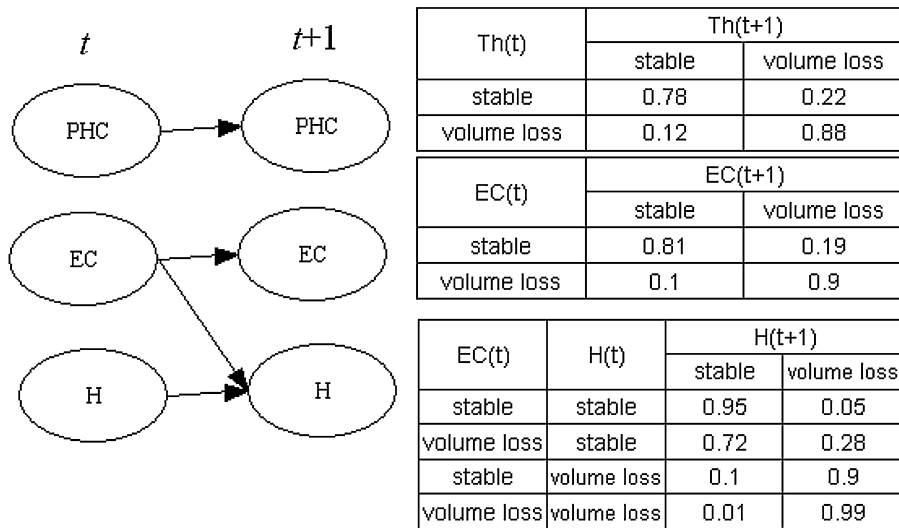 t t+1
PHC PHC
EC EC
H H
Th(t) Th(t+1)
stable volume loss
stable 0.78 0.22
volume loss 0.12 0.88
EC(t) EC(t+1)
stable volume loss
stable 0.81 0.19
volume loss 0.1 0.9
EC(t) H(t) H(t+1)
stable volume loss
stable stable 0.95 0.05
volume loss stable 0.72 0.28
stable volume loss 0.1 0.9
volume loss volume loss 0.01 0.99